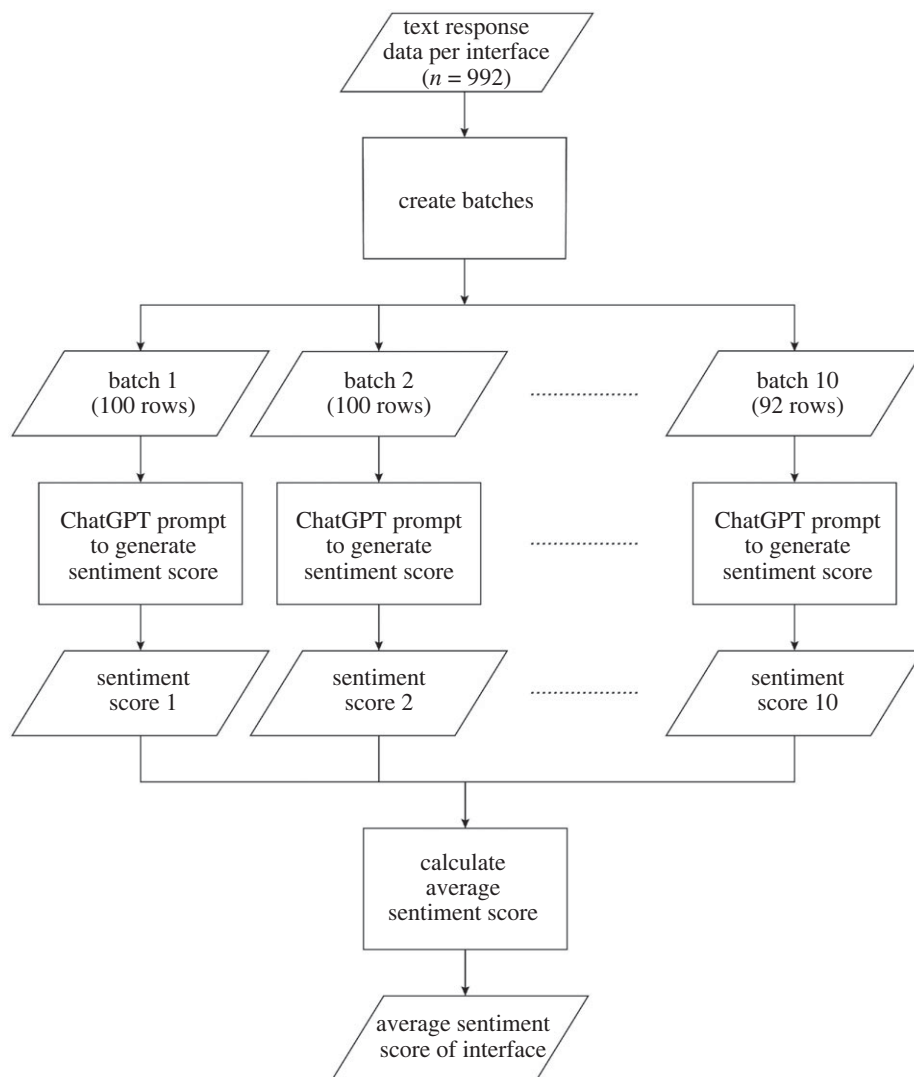 text response
data per interface
(n = 992)
create batches
batch 1
(100 rows)
batch 2
(100 rows)
batch 10
(92 rows)
ChatGPT prompt
to generate
sentiment score
ChatGPT prompt
to generate
sentiment score
ChatGPT prompt
to generate
sentiment score
sentiment
score 1
sentiment
score 2
sentiment
score 10
calculate
average
sentiment score
average sentiment
score of interface